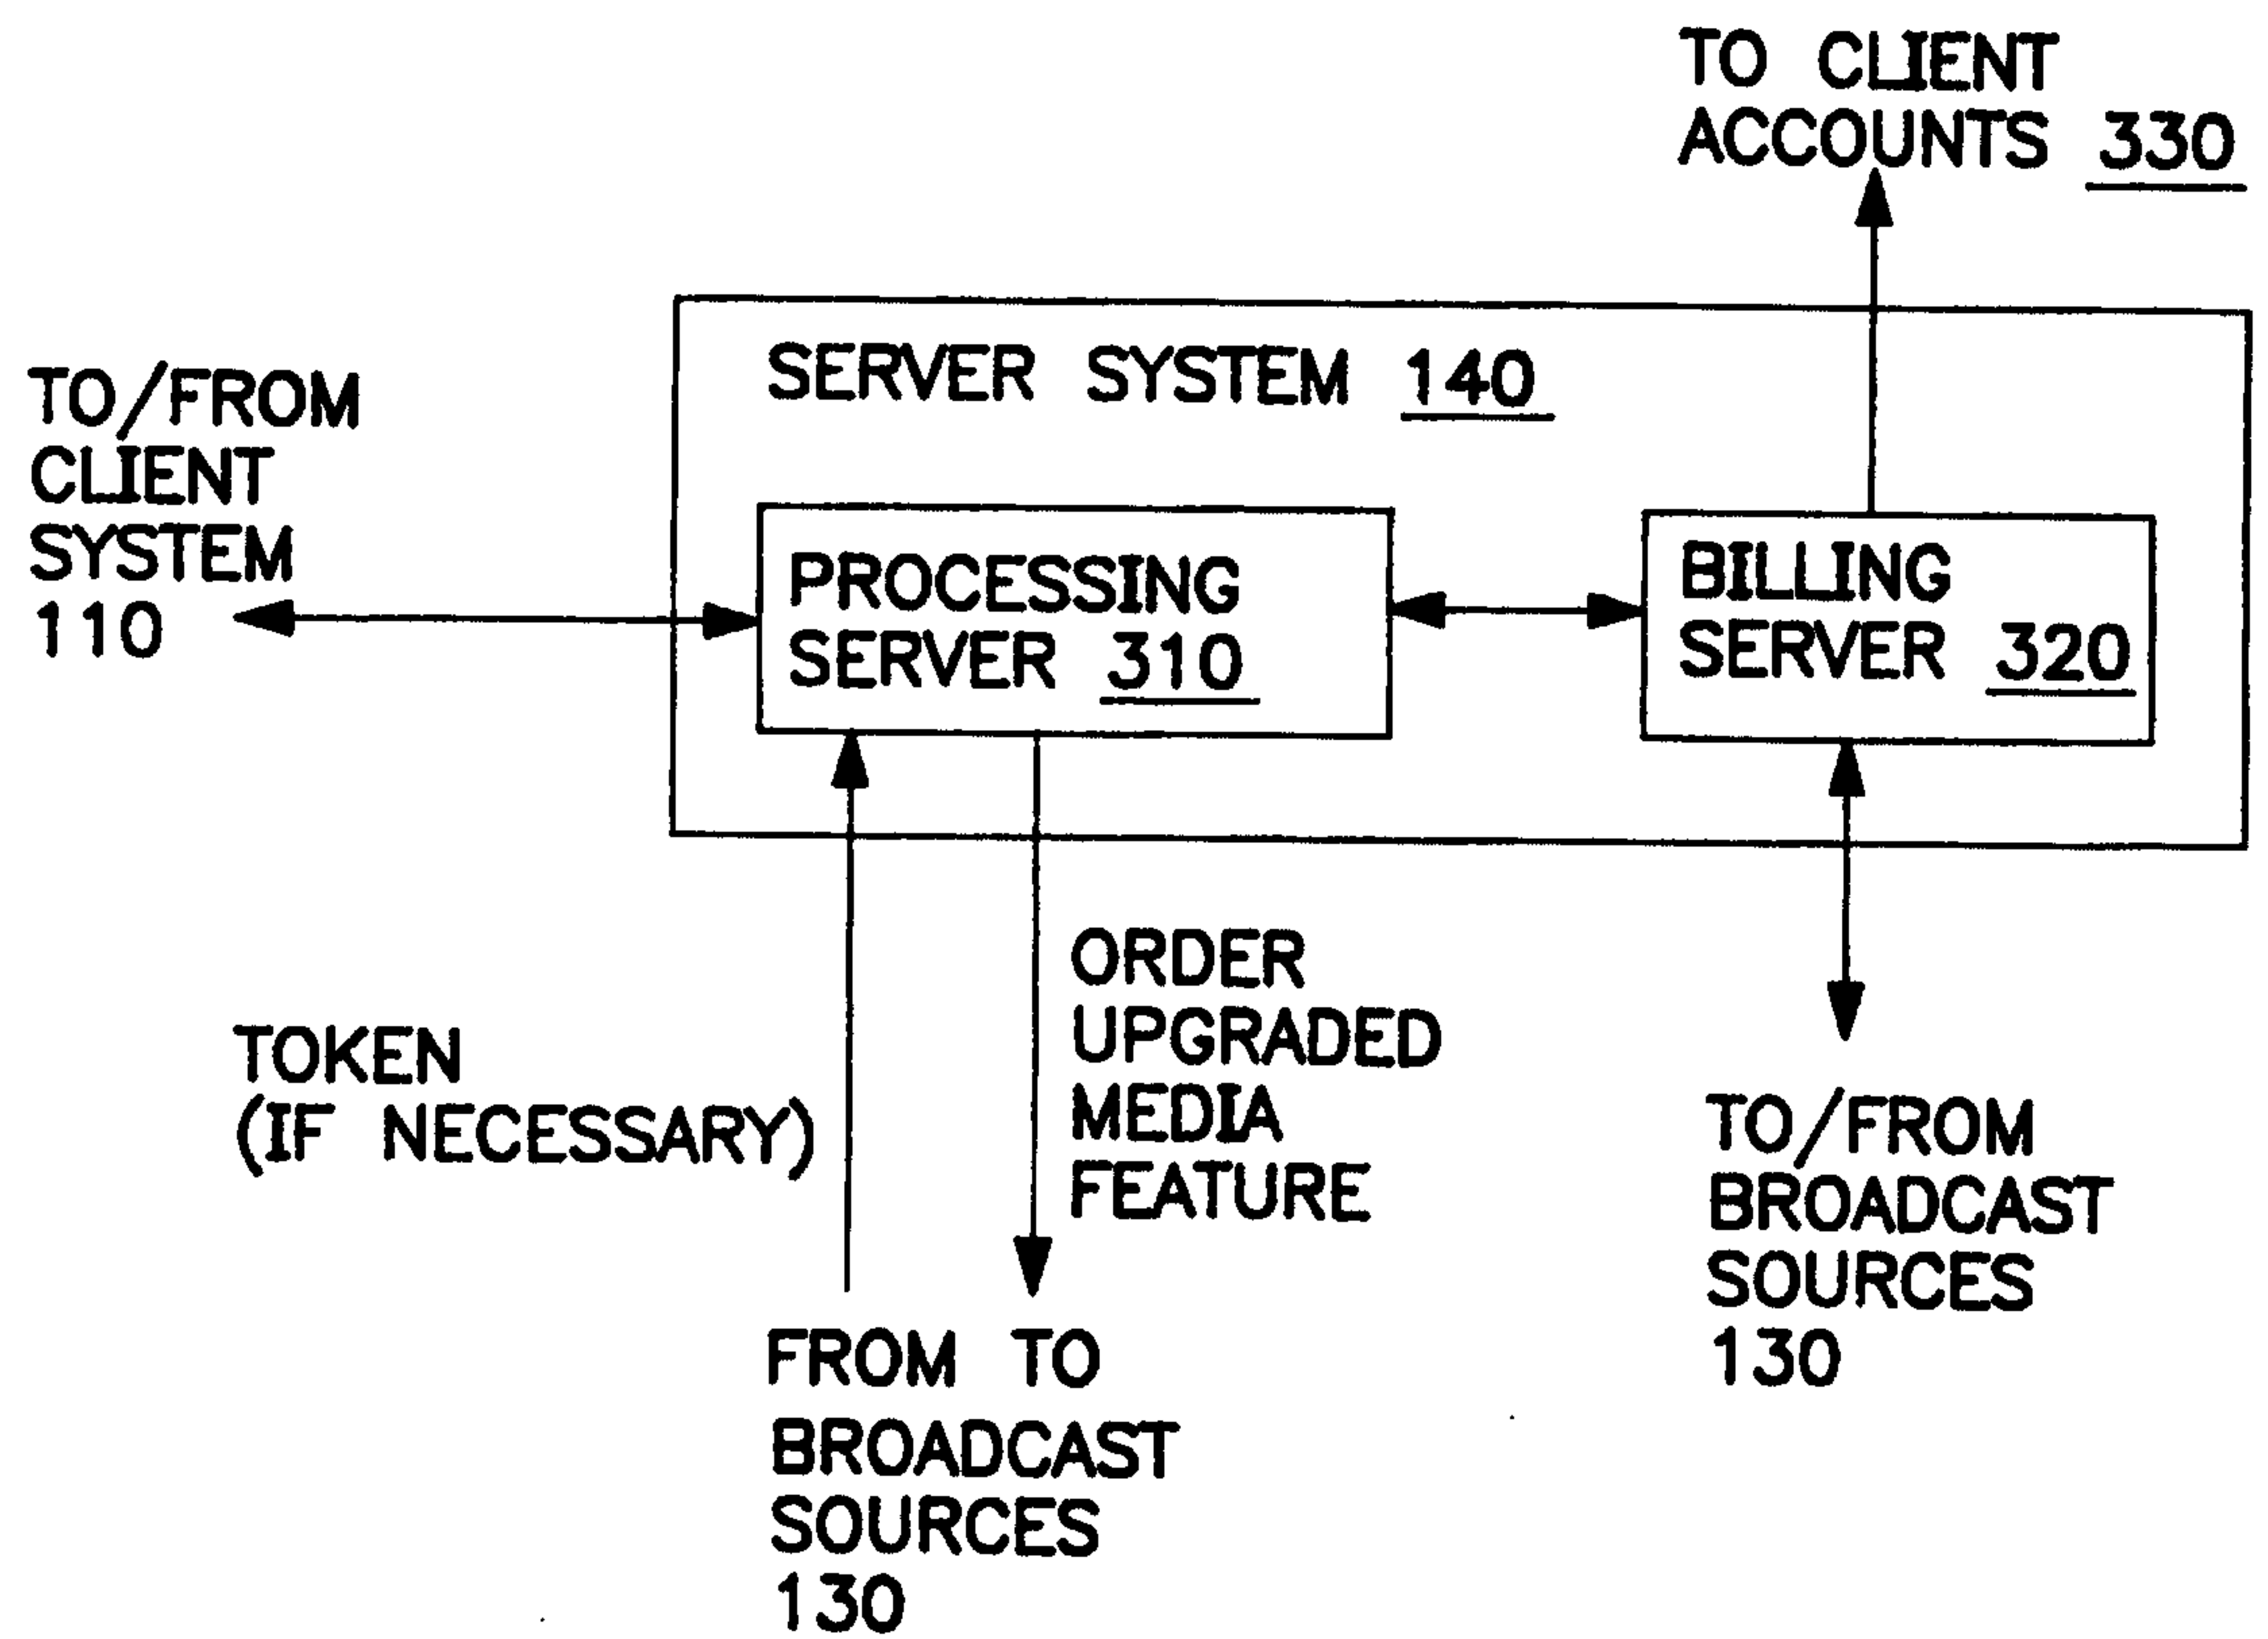 TO CLIENT
ACCOUNTS 330
SERVER SYSTEM 140
TO/FROM
CLIENT
SYSTEM
110
PROCESSING
SERVER 310
BILLING
SERVER 320
ORDER
UPGRADED
MEDIA
FEATURE
TOKEN
(IF NECESSARY)
TO/FROM
BROADCAST
SOURCES
130
FROM TO
BROADCAST
SOURCES
130